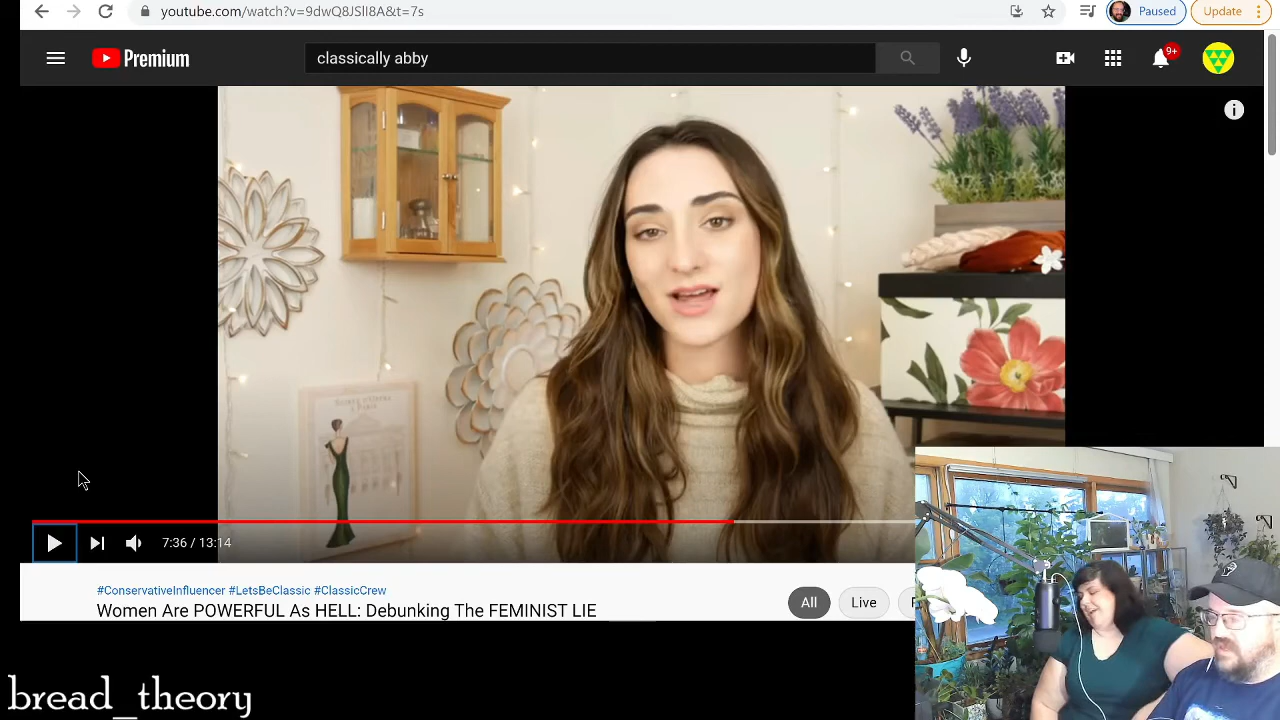 youtube.com/watch?v=9dwQ8JSlI8A&t=7s
Paused
Update
Premium
classically abby
9+
7:36 / 13:14
#ConservativeInfluencer #LetsBeClassic #ClassicCrew
Women Are POWERFUL As HELL: Debunking The FEMINIST LIE
All
Live
bread_theory